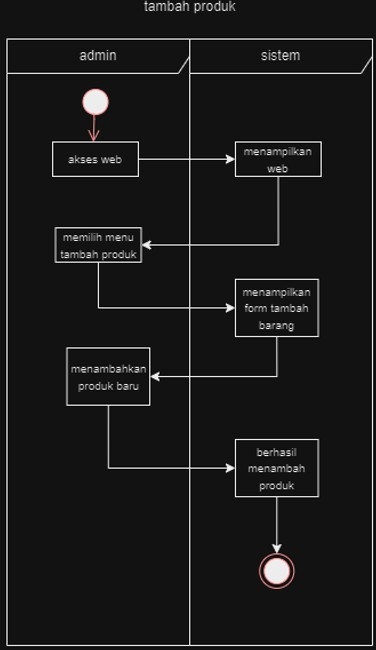 tambah produk
admin
sistem
akses web
menampilkan
web
memilih menu
tambah produk
menampilkan
form tambah
barang
menambahkan
produk baru
berhasil
menambah
produk